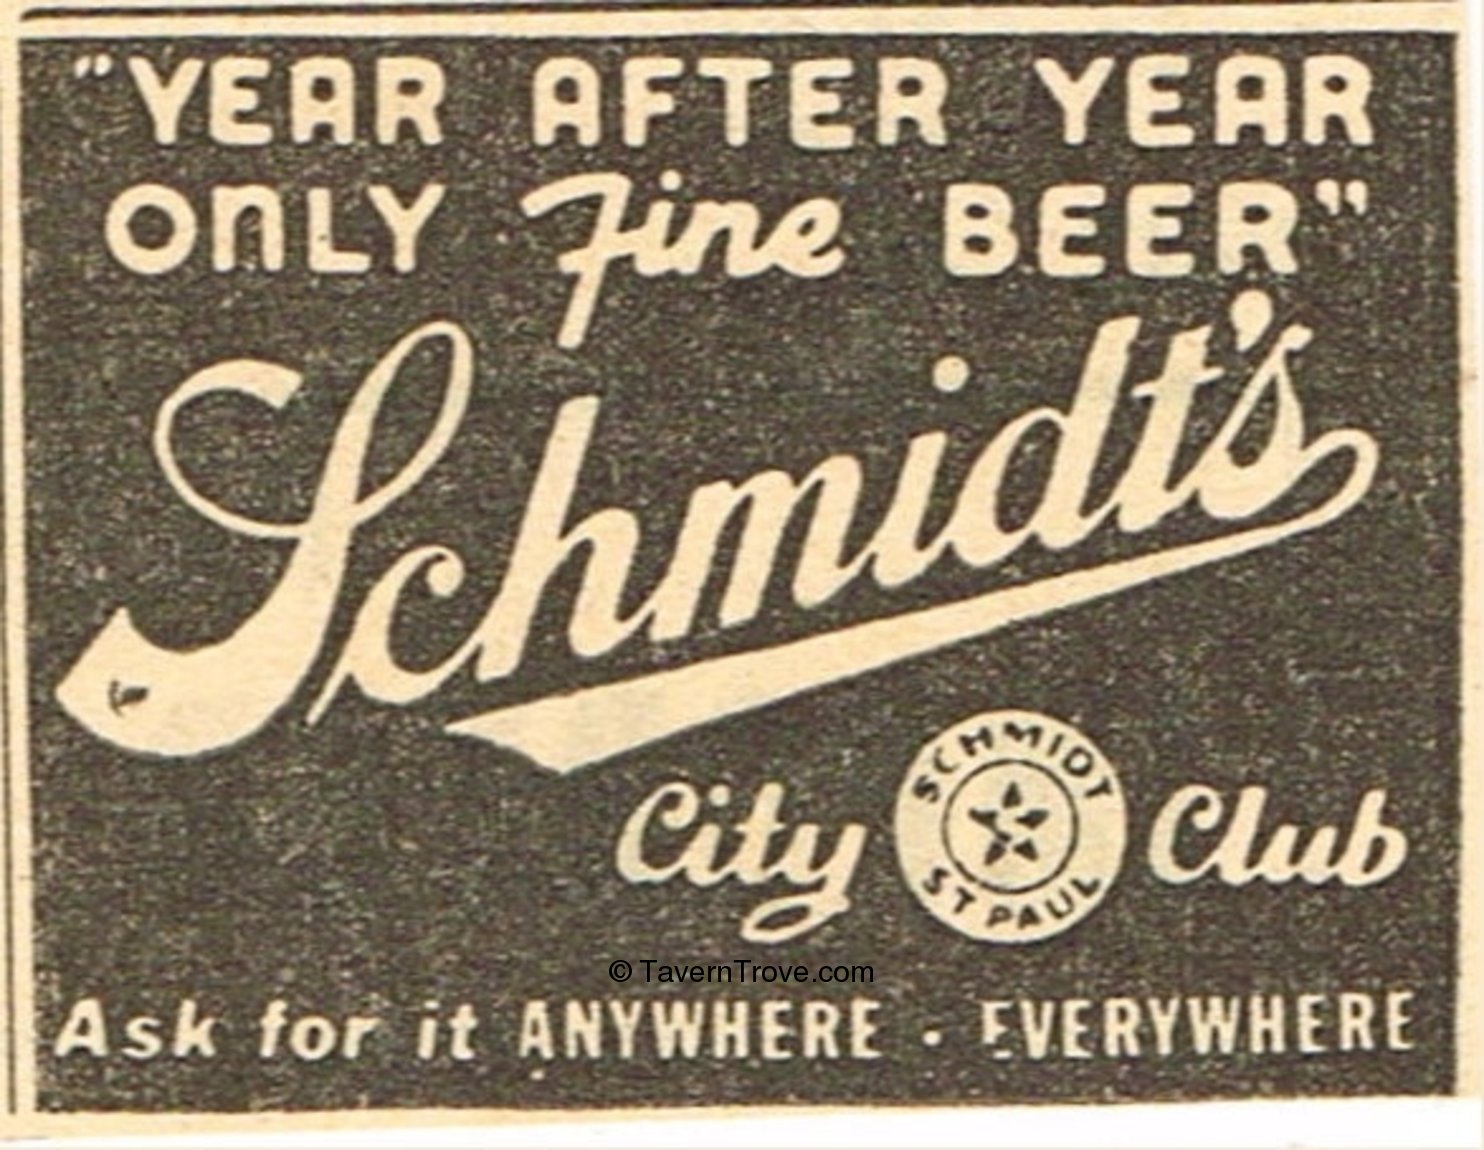 "YEAR AFTER YEAR
ONLY Fine BEER"
Schmidt's
City Club
SCHMIDT
ST PAUL
© TavernTrove.com
Ask for it ANYWHERE · EVERYWHERE